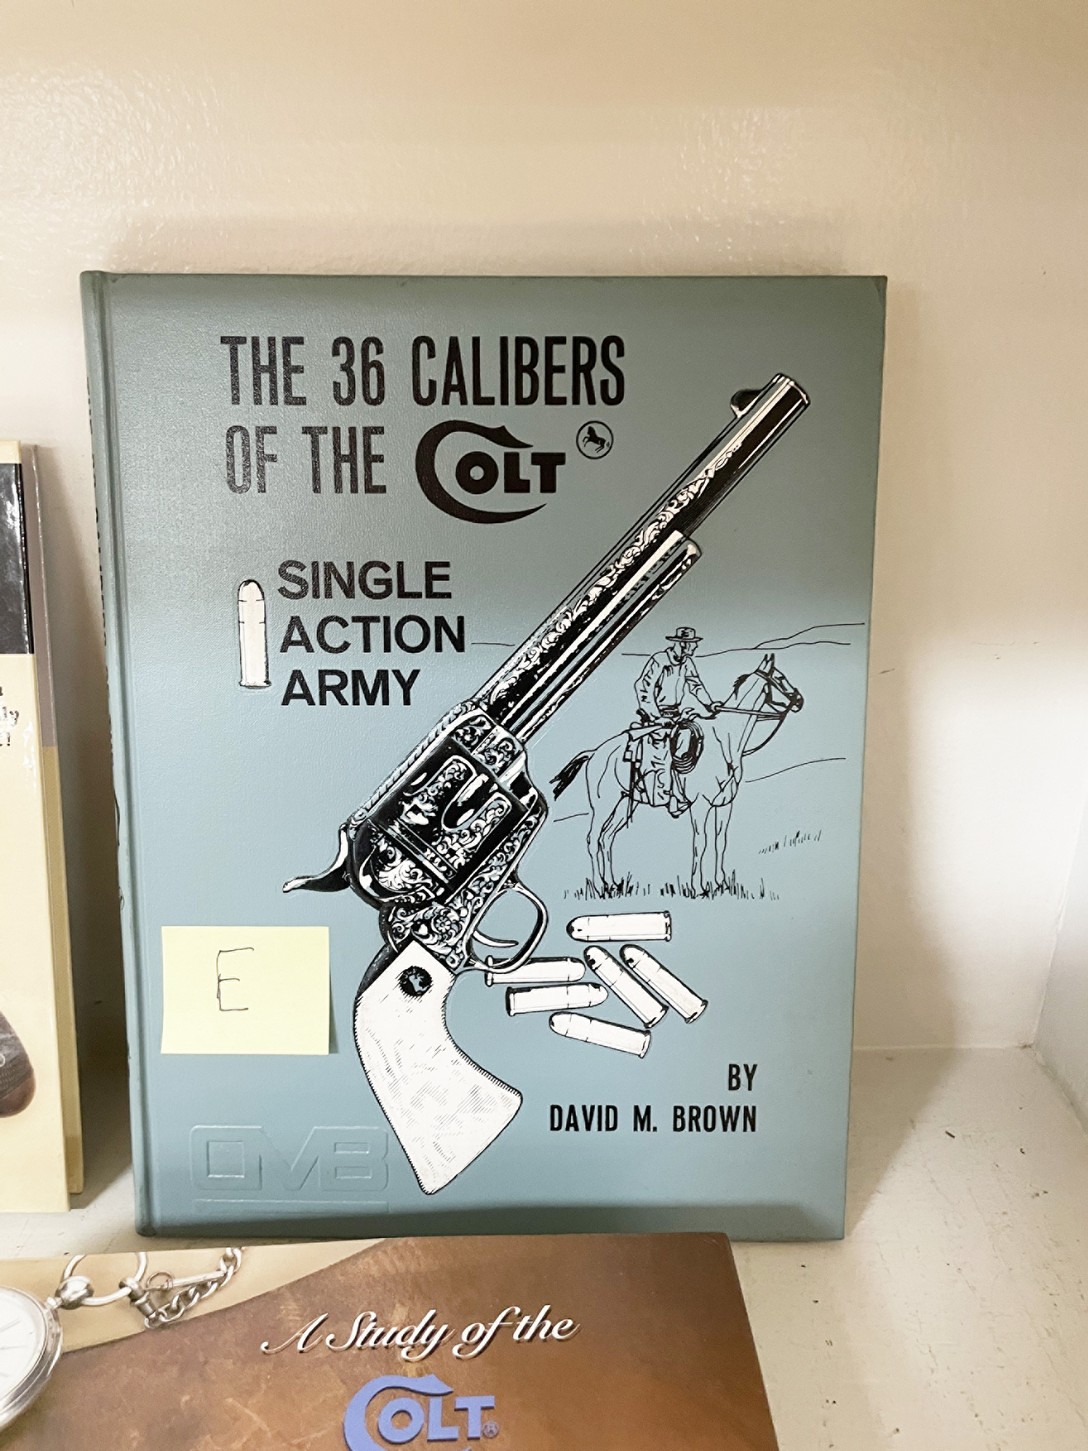 THE 36 CALIBERS
OF THE COLT
SINGLE
ACTION
ARMY
E
BY
DAVID M. BROWN
DMB
A Study of the
COLT®